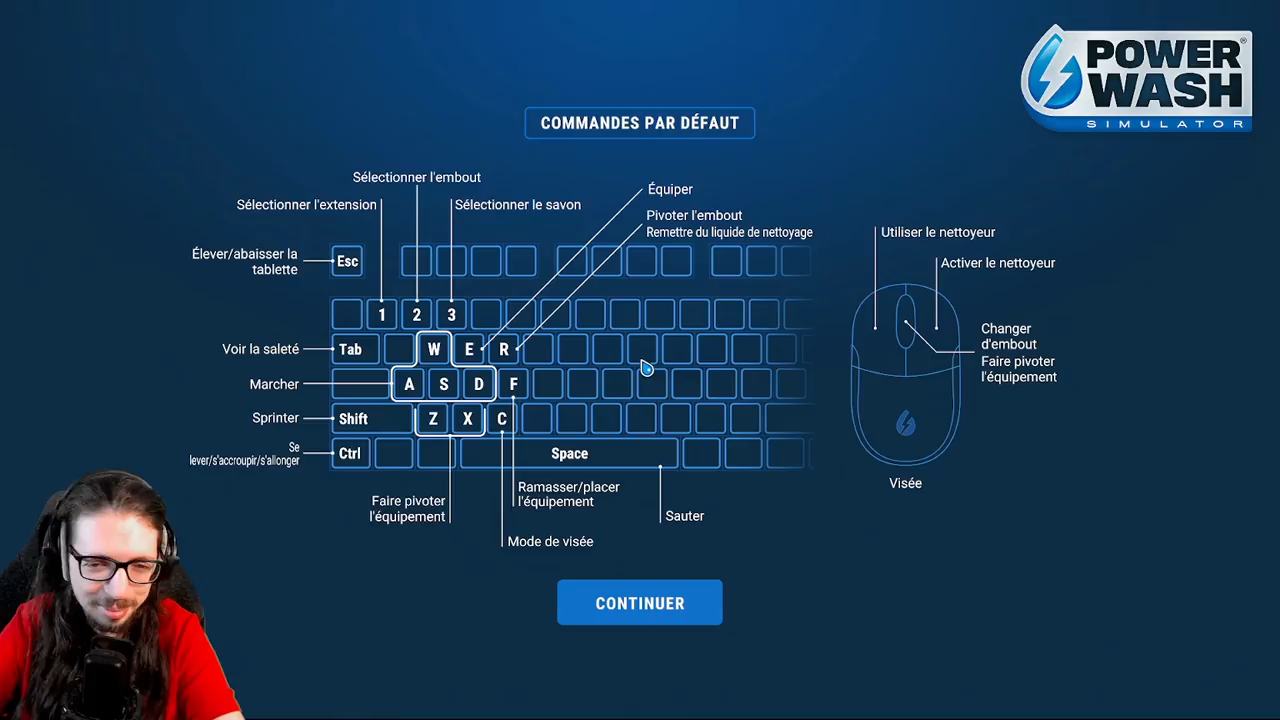 POWER
WASH
SIMULATOR
COMMANDES PAR DÉFAUT
Sélectionner l'embout
Sélectionner l'extension
Sélectionner le savon
Équiper
Pivoter l'embout
Remettre du liquide de nettoyage
Élever/abaisser la
tablette
Esc
1 2 3
Voir la saleté
Tab W E R
Marcher
A S D F
Sprinter
Shift Z X C
Se
lever/s'accroupir/s'allonger
Ctrl Space
Faire pivoter
l'équipement
Ramasser/placer
l'équipement
Sauter
Mode de visée
Utiliser le nettoyeur
Activer le nettoyeur
Changer
d'embout
Faire pivoter
l'équipement
Visée
CONTINUER